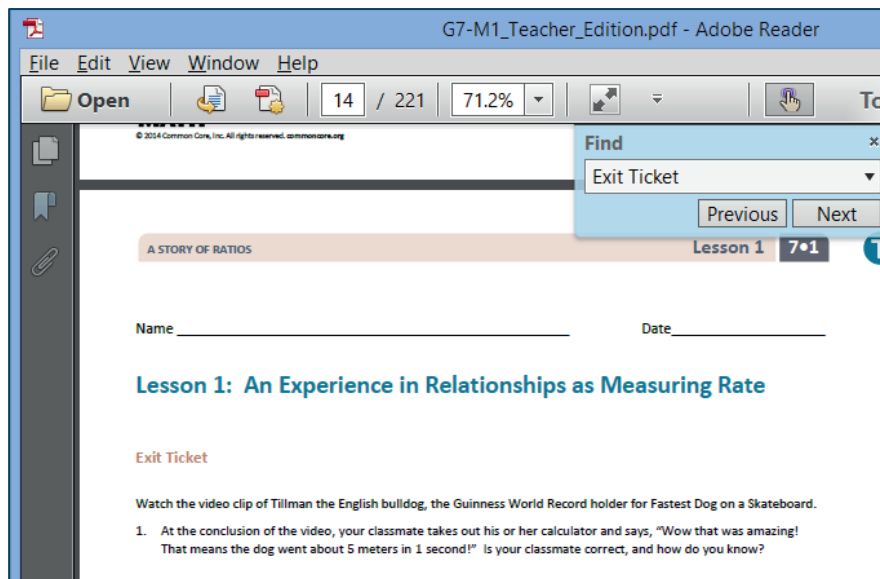 G7-M1_Teacher_Edition.pdf - Adobe Reader
File Edit View Window Help
Open 14 / 221 71.2%
© 2014 Common Core, Inc. All rights reserved. commoncore.org
Find ×
Exit Ticket
Previous Next
A STORY OF RATIOS Lesson 1 7•1
Name Date
Lesson 1: An Experience in Relationships as Measuring Rate
Exit Ticket
Watch the video clip of Tillman the English bulldog, the Guinness World Record holder for Fastest Dog on a Skateboard.
1. At the conclusion of the video, your classmate takes out his or her calculator and says, “Wow that was amazing!
That means the dog went about 5 meters in 1 second!” Is your classmate correct, and how do you know?